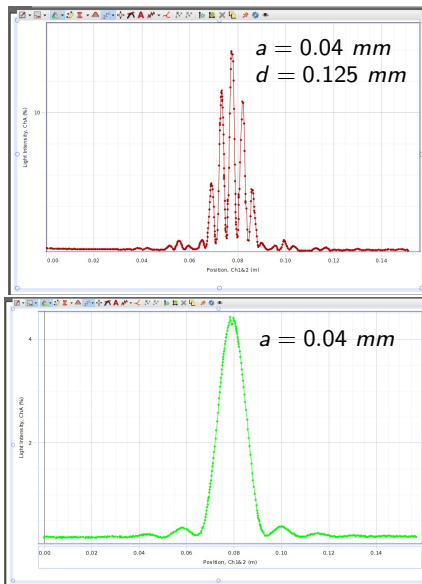 a = 0.04 mm
d = 0.125 mm
10
Light Intensity, ChA (%)
0.00 0.02 0.04 0.06 0.08 0.10 0.12 0.14
Position, Ch1&2 (m)
a = 0.04 mm
4
2
Light Intensity, ChA (%)
0.00 0.02 0.04 0.06 0.08 0.10 0.12 0.14
Position, Ch1&2 (m)